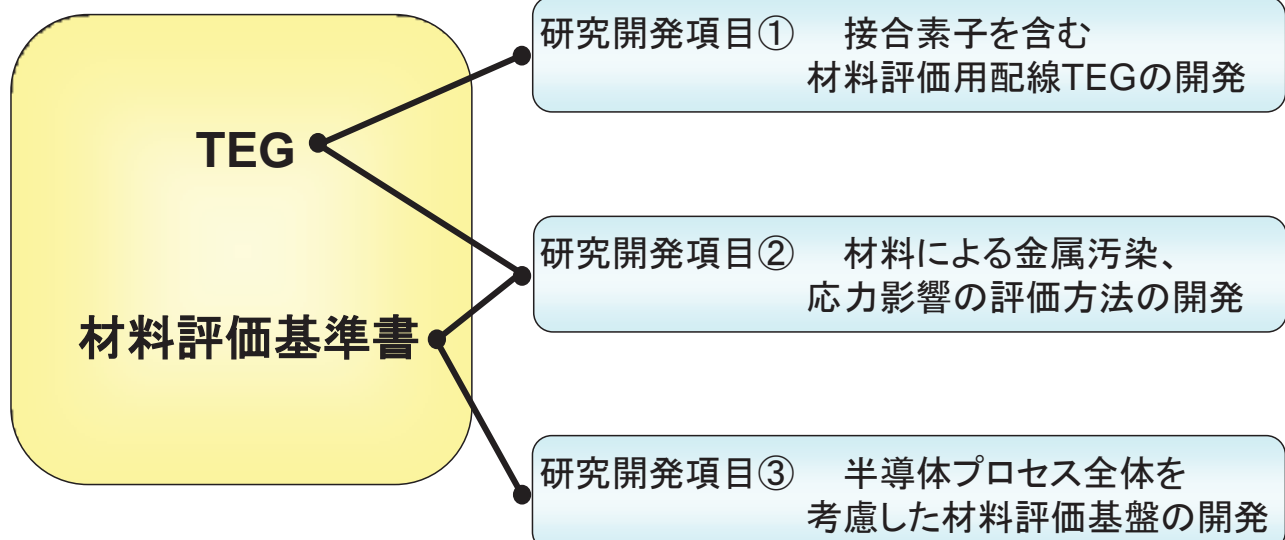 TEG
材料評価基準書
研究開発項目① 接合素子を含む
材料評価用配線TEGの開発
研究開発項目② 材料による金属汚染、
応力影響の評価方法の開発
研究開発項目③ 半導体プロセス全体を
考慮した材料評価基盤の開発